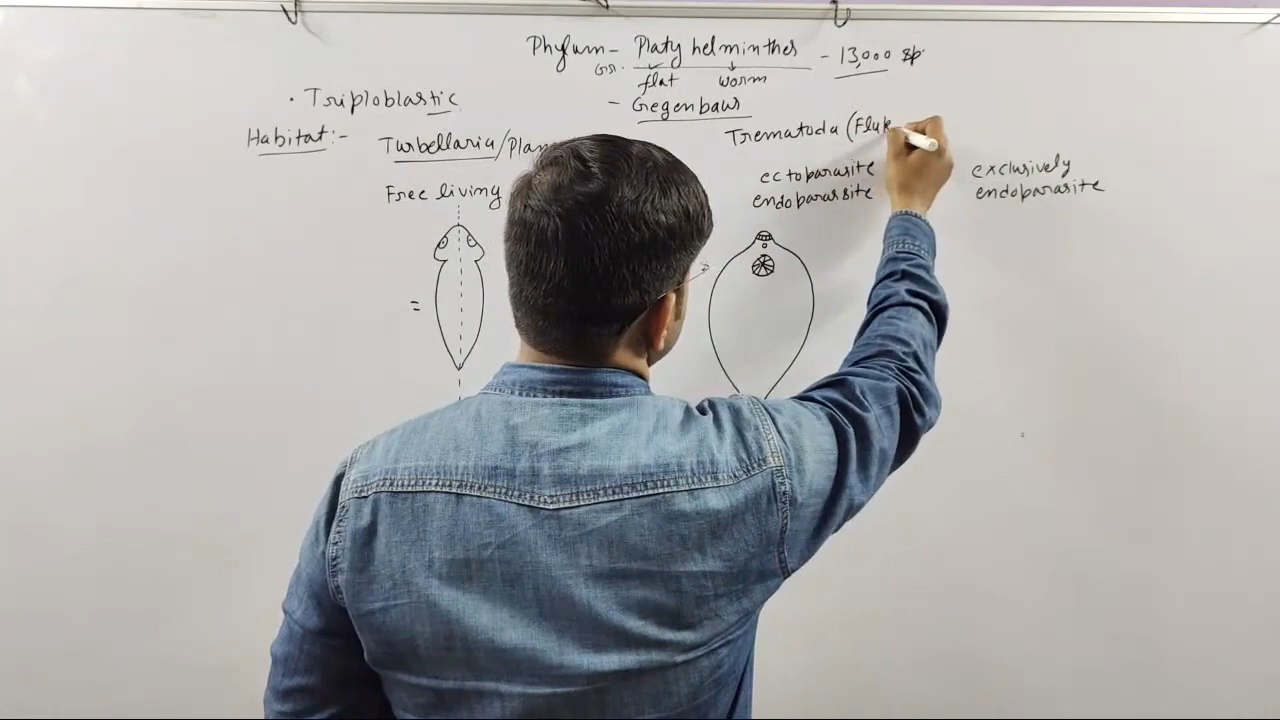 Phylum - Platy helminthes - 13,000 sp.
Gr. flat worm
· Triploblastic - Gegenbaur
Habitat:- Turbellaria/Plan Trematoda (Fluk
Free living ectoparasite exclusively
endoparasite endoparasite
=